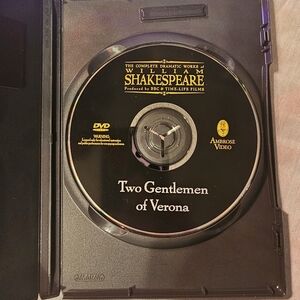 THE COMPLETE DRAMATIC WORKS OF
WILLIAM
SHAKESPEARE
Produced by BBC & TIME-LIFE FILMS
DVD
WARNING
AMBROSE
VIDEO
Two Gentlemen
of Verona